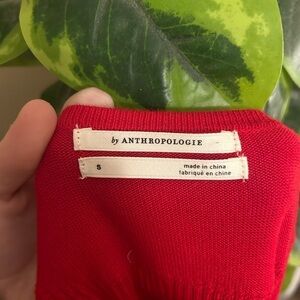 by ANTHROPOLOGIE
S made in china
fabriqué en chine